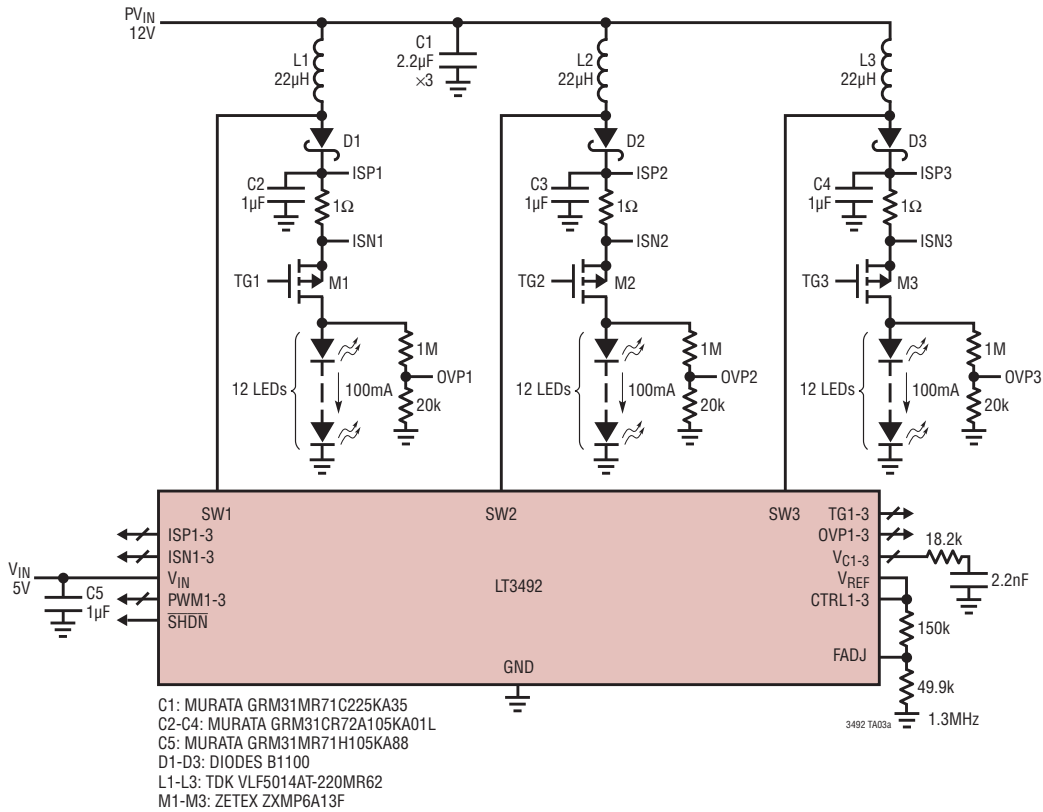 PVIN
12V
L1
22µH
C1
2.2µF
×3
L2
22µH
L3
22µH
D1
D2
D3
C2
1µF
ISP1
1Ω
ISN1
C3
1µF
ISP2
1Ω
ISN2
C4
1µF
ISP3
1Ω
ISN3
TG1
M1
TG2
M2
TG3
M3
12 LEDs
100mA
1M
OVP1
20k
12 LEDs
100mA
1M
OVP2
20k
12 LEDs
100mA
1M
OVP3
20k
SW1
SW2
SW3
ISP1-3
ISN1-3
VIN
PWM1-3
SHDN
VIN
5V
C5
1µF
LT3492
GND
TG1-3
OVP1-3
VC1-3
VREF
CTRL1-3
FADJ
18.2k
2.2nF
150k
49.9k
1.3MHz
3492 TA03a
C1: MURATA GRM31MR71C225KA35
C2-C4: MURATA GRM31CR72A105KA01L
C5: MURATA GRM31MR71H105KA88
D1-D3: DIODES B1100
L1-L3: TDK VLF5014AT-220MR62
M1-M3: ZETEX ZXMP6A13F